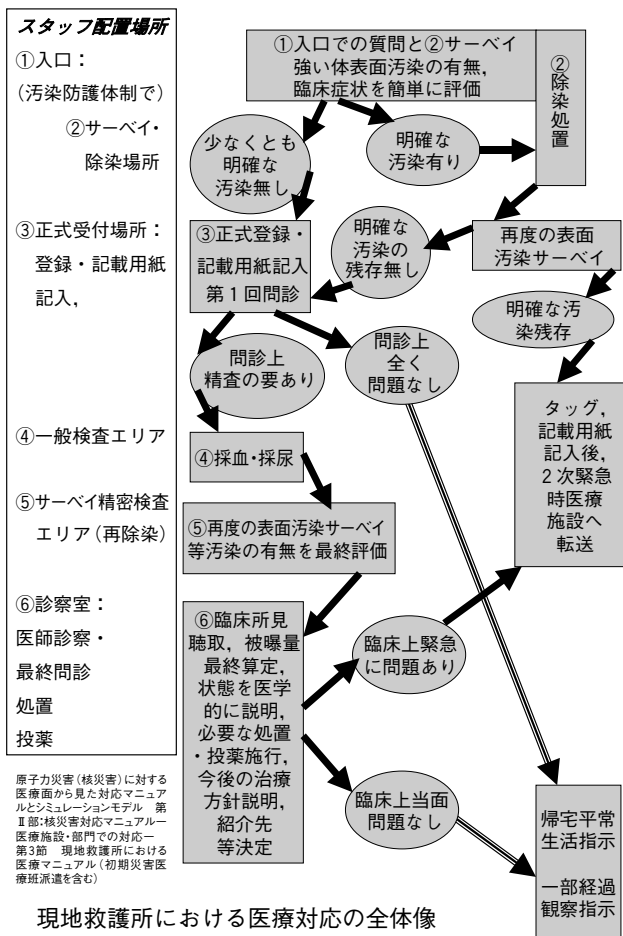 スタッフ配置場所
①入口：
(汚染防護体制で)
②サーベイ・
除染場所
③正式受付場所：
登録・記載用紙
記入,
④一般検査エリア
⑤サーベイ精密検査
エリア(再除染)
⑥診察室：
医師診察・
最終問診
処置
投薬
①入口での質問と②サーベイ
強い体表面汚染の有無,
臨床症状を簡単に評価
②除染処置
少なくとも
明確な
汚染無し
明確な
汚染有り
③正式登録・
記載用紙記入
第１回問診
明確な
汚染の
残存無し
再度の表面
汚染サーベイ
明確な汚
染残存
問診上
精査の要あり
問診上
全く
問題なし
タッグ,
記載用紙
記入後,
２次緊急
時医療
施設へ
転送
④採血・採尿
⑤再度の表面汚染サーベイ
等汚染の有無を最終評価
⑥臨床所見
聴取, 被曝量
最終算定,
状態を医学
的に説明,
必要な処置
・投薬施行,
今後の治療
方針説明,
紹介先
等決定
臨床上緊急
に問題あり
臨床上当面
問題なし
帰宅平常
生活指示
一部経過
観察指示
原子力災害(核災害)に対する
医療面から見た対応マニュア
ルとシミュレーションモデル　第
Ⅱ部:核災害対応マニュアルー
医療施設・部門での対応ー
第3節　現地救護所における
医療マニュアル(初期災害医
療班派遣を含む)
現地救護所における医療対応の全体像